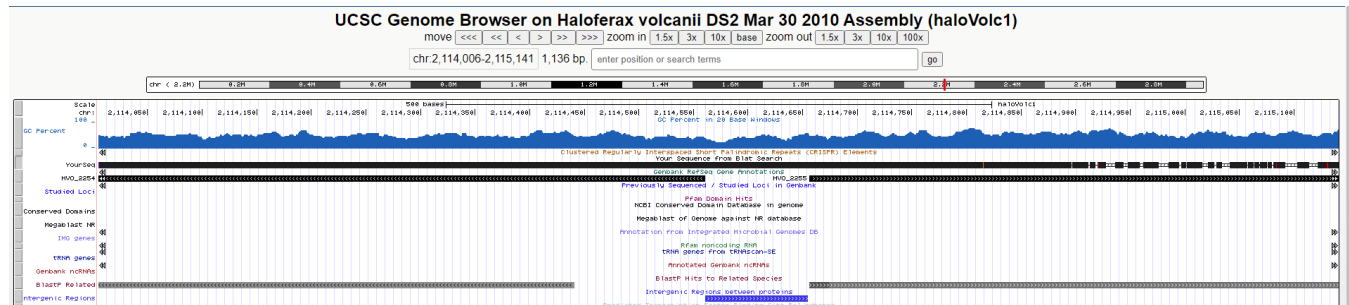 UCSC Genome Browser on Haloferax volcanii DS2 Mar 30 2010 Assembly (haloVolc1)
move <<< << < > >> >>> zoom in 1.5x 3x 10x base zoom out 1.5x 3x 10x 100x
chr:2,114,006-2,115,141 1,136 bp. enter position or search terms go
chr ( 2.2M) 0.2M 0.4M 0.6M 0.8M 1.0M 1.2M 1.4M 1.6M 1.8M 2.0M 2.2M 2.4M 2.6M 2.8M
Scale 500 bases haloVolc1
chr: 2,114,050| 2,114,100| 2,114,150| 2,114,200| 2,114,250| 2,114,300| 2,114,350| 2,114,400| 2,114,450| 2,114,500| 2,114,550| 2,114,600| 2,114,650| 2,114,700| 2,114,750| 2,114,800| 2,114,850| 2,114,900| 2,114,950| 2,115,000| 2,115,050| 2,115,100|
GC Percent in 20 Base Windows
100 _
GC Percent
0 _
Clustered Regularly Interspaced Short Palindromic Repeats (CRISPR) Elements
Your Sequence from Blat Search
YourSeq
Genbank RefSeq Gene Annotations
HVO_2254 HVO_2255
Previously Sequenced / Studied Loci in Genbank
Studied Loci
Pfam Domain Hits
NCBI Conserved Domain Database in genome
Conserved Domains
Megablast of Genome against NR database
Megablast NR
Annotation from Integrated Microbial Genomes DB
IMG genes
Rfam noncoding RNA
tRNA genes from tRNAscan-SE
tRNA genes
Annotated Genbank ncRNAs
Genbank ncRNAs
BlastP Hits to Related Species
BlastP Related
Intergenic Regions between proteins
ntergenic Regions